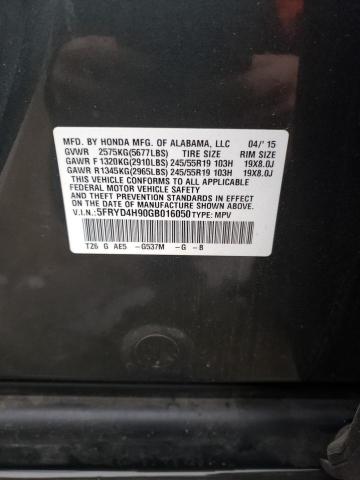 MFD. BY HONDA MFG. OF ALABAMA, LLC 04/'15
GVWR 2575KG(5677LBS) TIRE SIZE RIM SIZE
GAWR F 1320KG(2910LBS) 245/55R19 103H 19X8.0J
GAWR R 1345KG(2965LBS) 245/55R19 103H 19X8.0J
THIS VEHICLE CONFORMS TO ALL APPLICABLE
FEDERAL MOTOR VEHICLE SAFETY AND
THEFT PREVENTION STANDARDS IN EFFECT ON
THE DATE OF MANUFACTURE SHOWN ABOVE.
V.I.N.: 5FRYD4H90GB016050 TYPE: MPV
TZ6 G AE5 -G537M -G -B